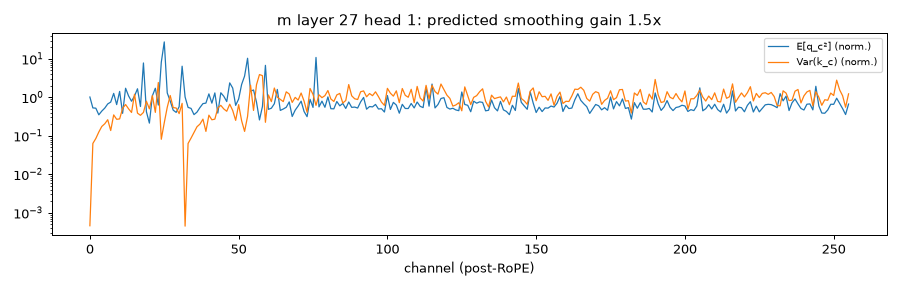 m layer 27 head 1: predicted smoothing gain 1.5x
E[q_c²] (norm.)
Var(k_c) (norm.)
10¹
10⁰
10⁻¹
10⁻²
10⁻³
0 50 100 150 200 250
channel (post-RoPE)